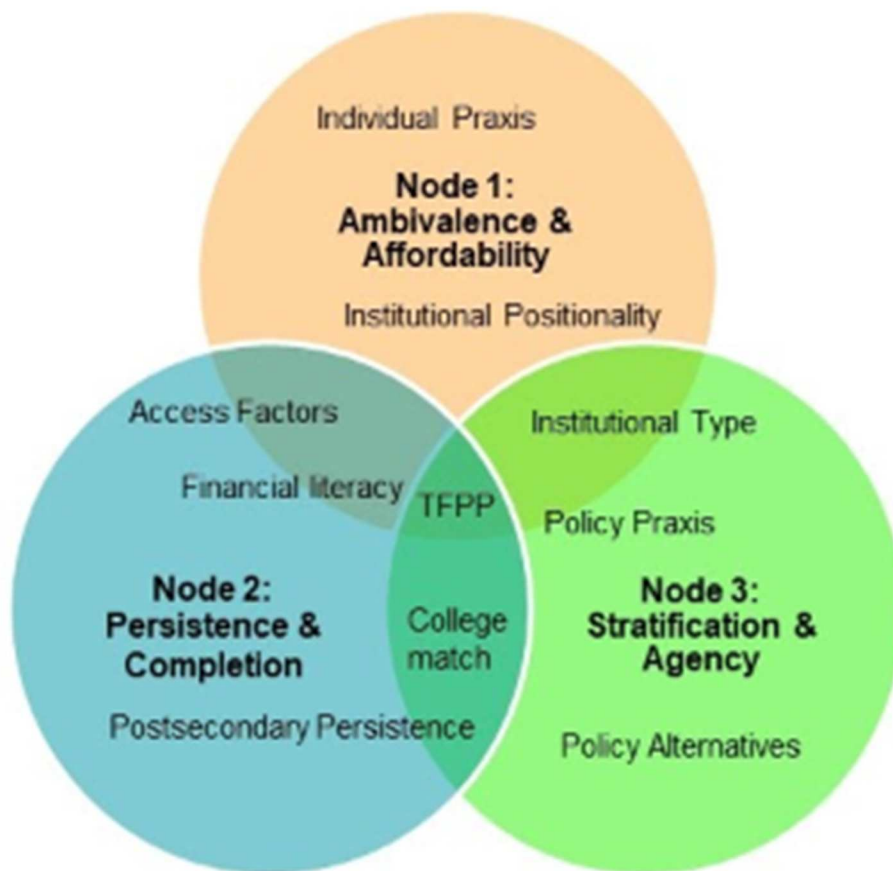 Individual Praxis
Node 1:
Ambivalence &
Affordability
Institutional Positionality
Access Factors
Financial literacy
TFPP
Institutional Type
Policy Praxis
Node 2:
Persistence &
Completion
College
match
Node 3:
Stratification &
Agency
Postsecondary Persistence
Policy Alternatives